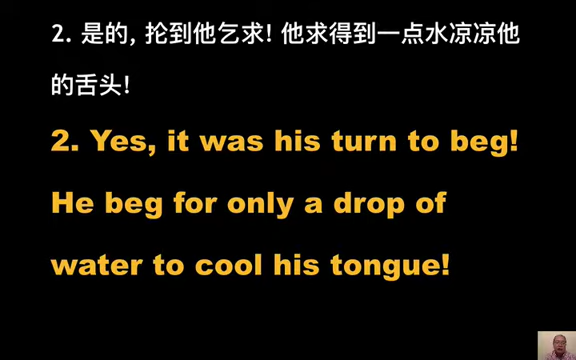 2. 是的, 抡到他乞求! 他求得到一点水凉凉他
的舌头!
2. Yes, it was his turn to beg!
He beg for only a drop of
water to cool his tongue!